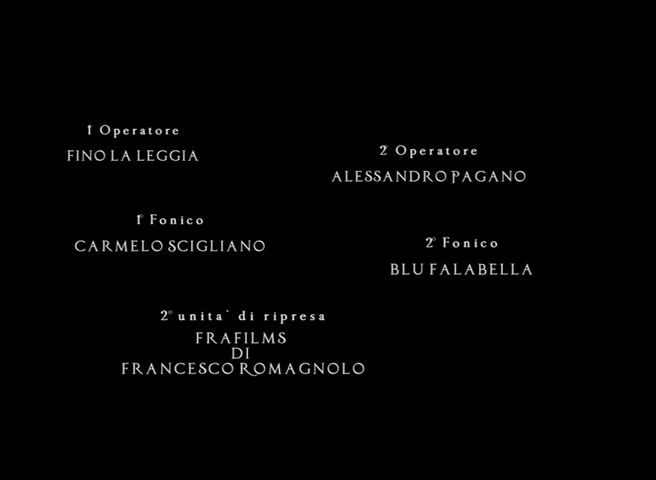 1° Operatore
FINO LA LEGGIA
2° Operatore
ALESSANDRO PAGANO
1° Fonico
CARMELO SCIGLIANO
2° Fonico
BLU FALABELLA
2° unita' di ripresa
FRAFILMS
DI
FRANCESCO ROMAGNOLO